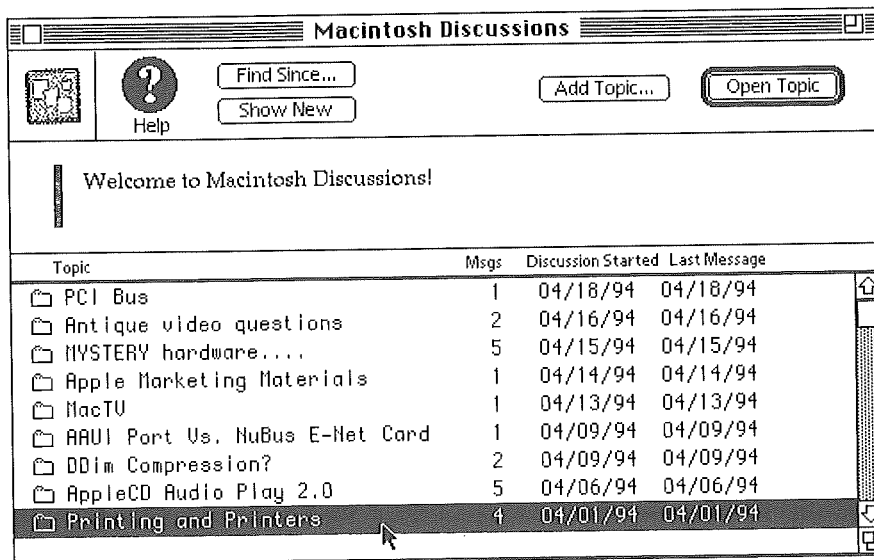 Macintosh Discussions
Find Since...
Show New
Help
Add Topic...
Open Topic
Welcome to Macintosh Discussions!
Topic Msgs Discussion Started Last Message
PCI Bus 1 04/18/94 04/18/94
Antique video questions 2 04/16/94 04/16/94
MYSTERY hardware.... 5 04/15/94 04/15/94
Apple Marketing Materials 1 04/14/94 04/14/94
MacTV 1 04/13/94 04/13/94
AAUI Port Vs. NuBus E-Net Card 1 04/09/94 04/09/94
DDim Compression? 2 04/09/94 04/09/94
AppleCD Audio Play 2.0 5 04/06/94 04/06/94
Printing and Printers 4 04/01/94 04/01/94